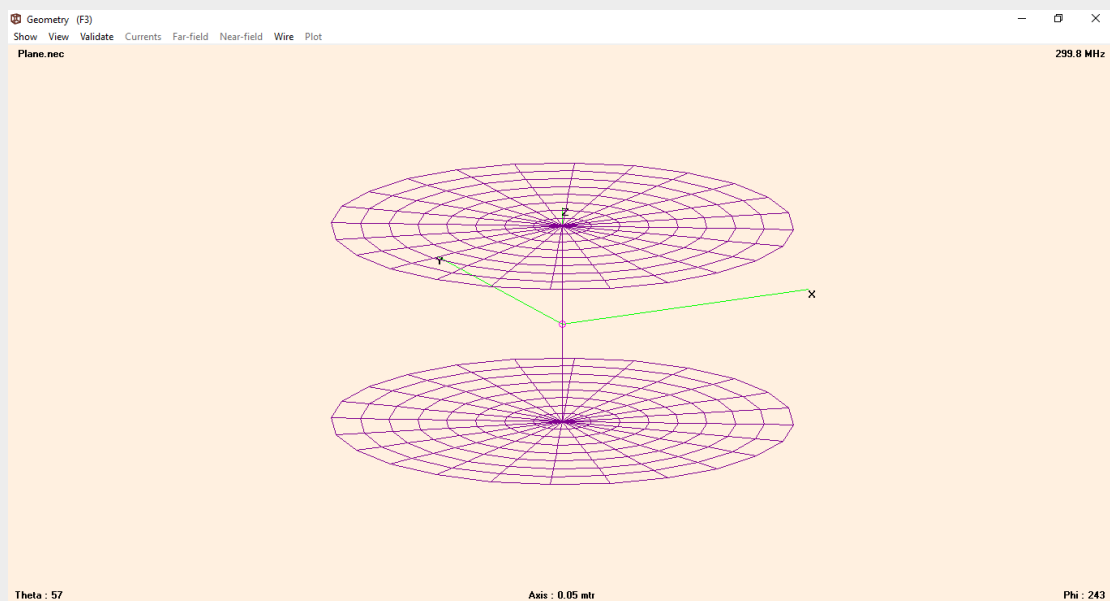 Geometry (F3)
Show View Validate Currents Far-field Near-field Wire Plot
Plane.nec 299.8 MHz
Z
Y
X
Theta : 57 Axis : 0.05 mtr Phi : 243